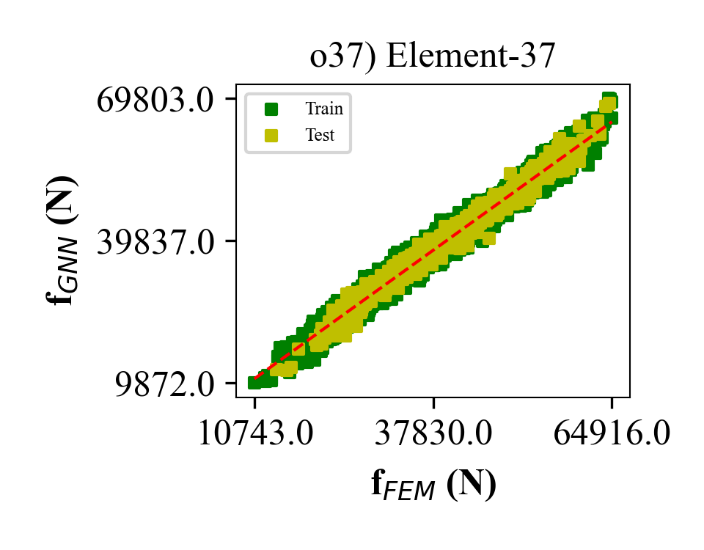 o37) Element-37
69803.0
Train
Test
39837.0
9872.0
f_GNN (N)
10743.0 37830.0 64916.0
f_FEM (N)